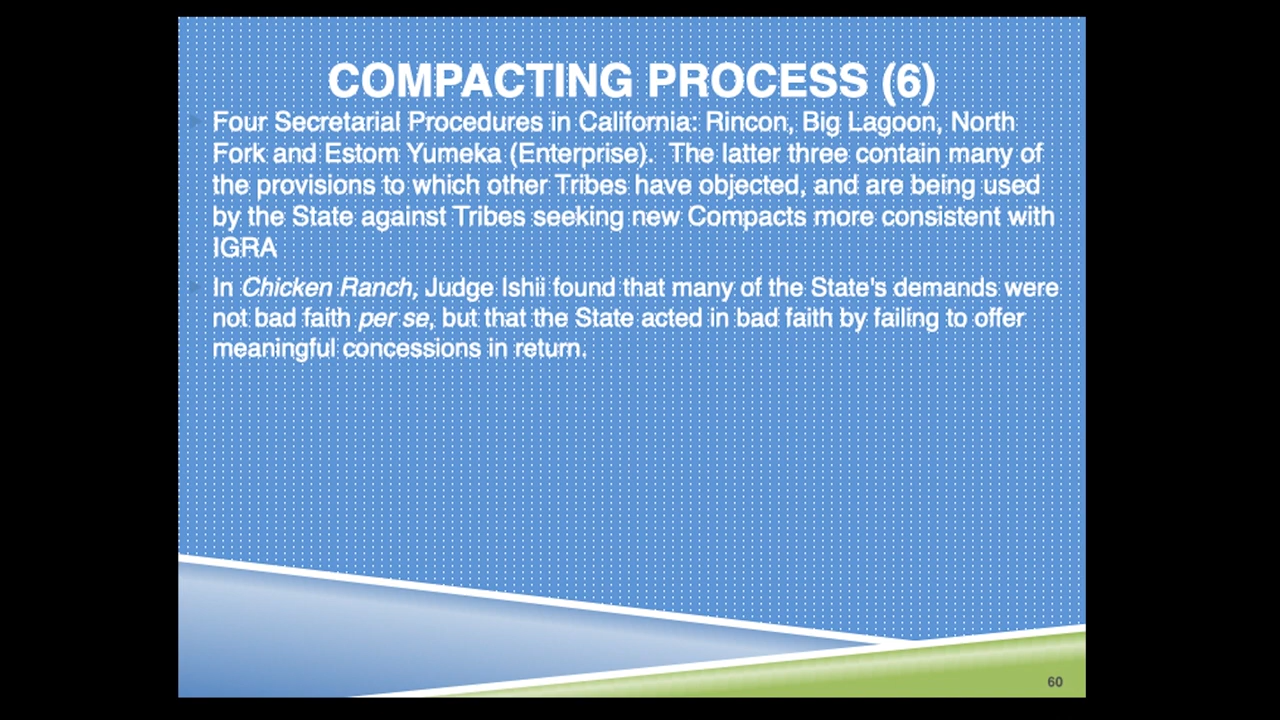 COMPACTING PROCESS (6)
Four Secretarial Procedures in California: Rincon, Big Lagoon, North
Fork and Estom Yumeka (Enterprise).  The latter three contain many of
the provisions to which other Tribes have objected, and are being used
by the State against Tribes seeking new Compacts more consistent with
IGRA
In Chicken Ranch, Judge Ishii found that many of the State's demands were
not bad faith per se, but that the State acted in bad faith by failing to offer
meaningful concessions in return.
60